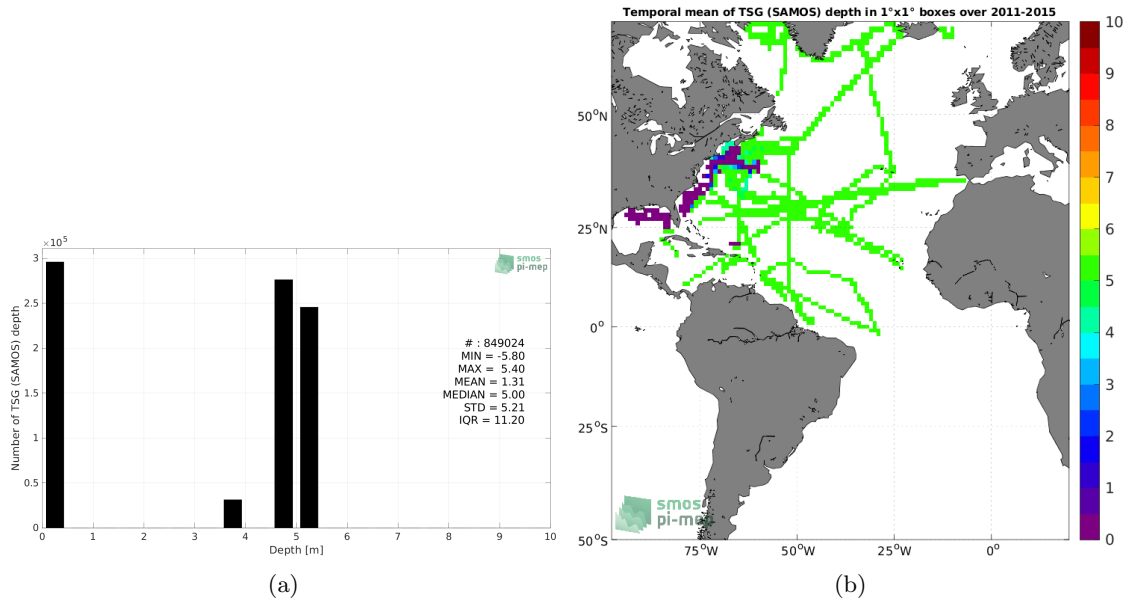 ×10⁵
3
2.5
2
1.5
1
0.5
0
Number of TSG (SAMOS) depth
smos
pi-mep
# : 849024
MIN = -5.80
MAX = 5.40
MEAN = 1.31
MEDIAN = 5.00
STD = 5.21
IQR = 11.20
0 1 2 3 4 5 6 7 8 9 10
Depth [m]
(a)
Temporal mean of TSG (SAMOS) depth in 1°x1° boxes over 2011-2015
50°N
25°N
0°
25°S
50°S
smos
pi-mep
75°W 50°W 25°W 0°
10
9
8
7
6
5
4
3
2
1
0
(b)